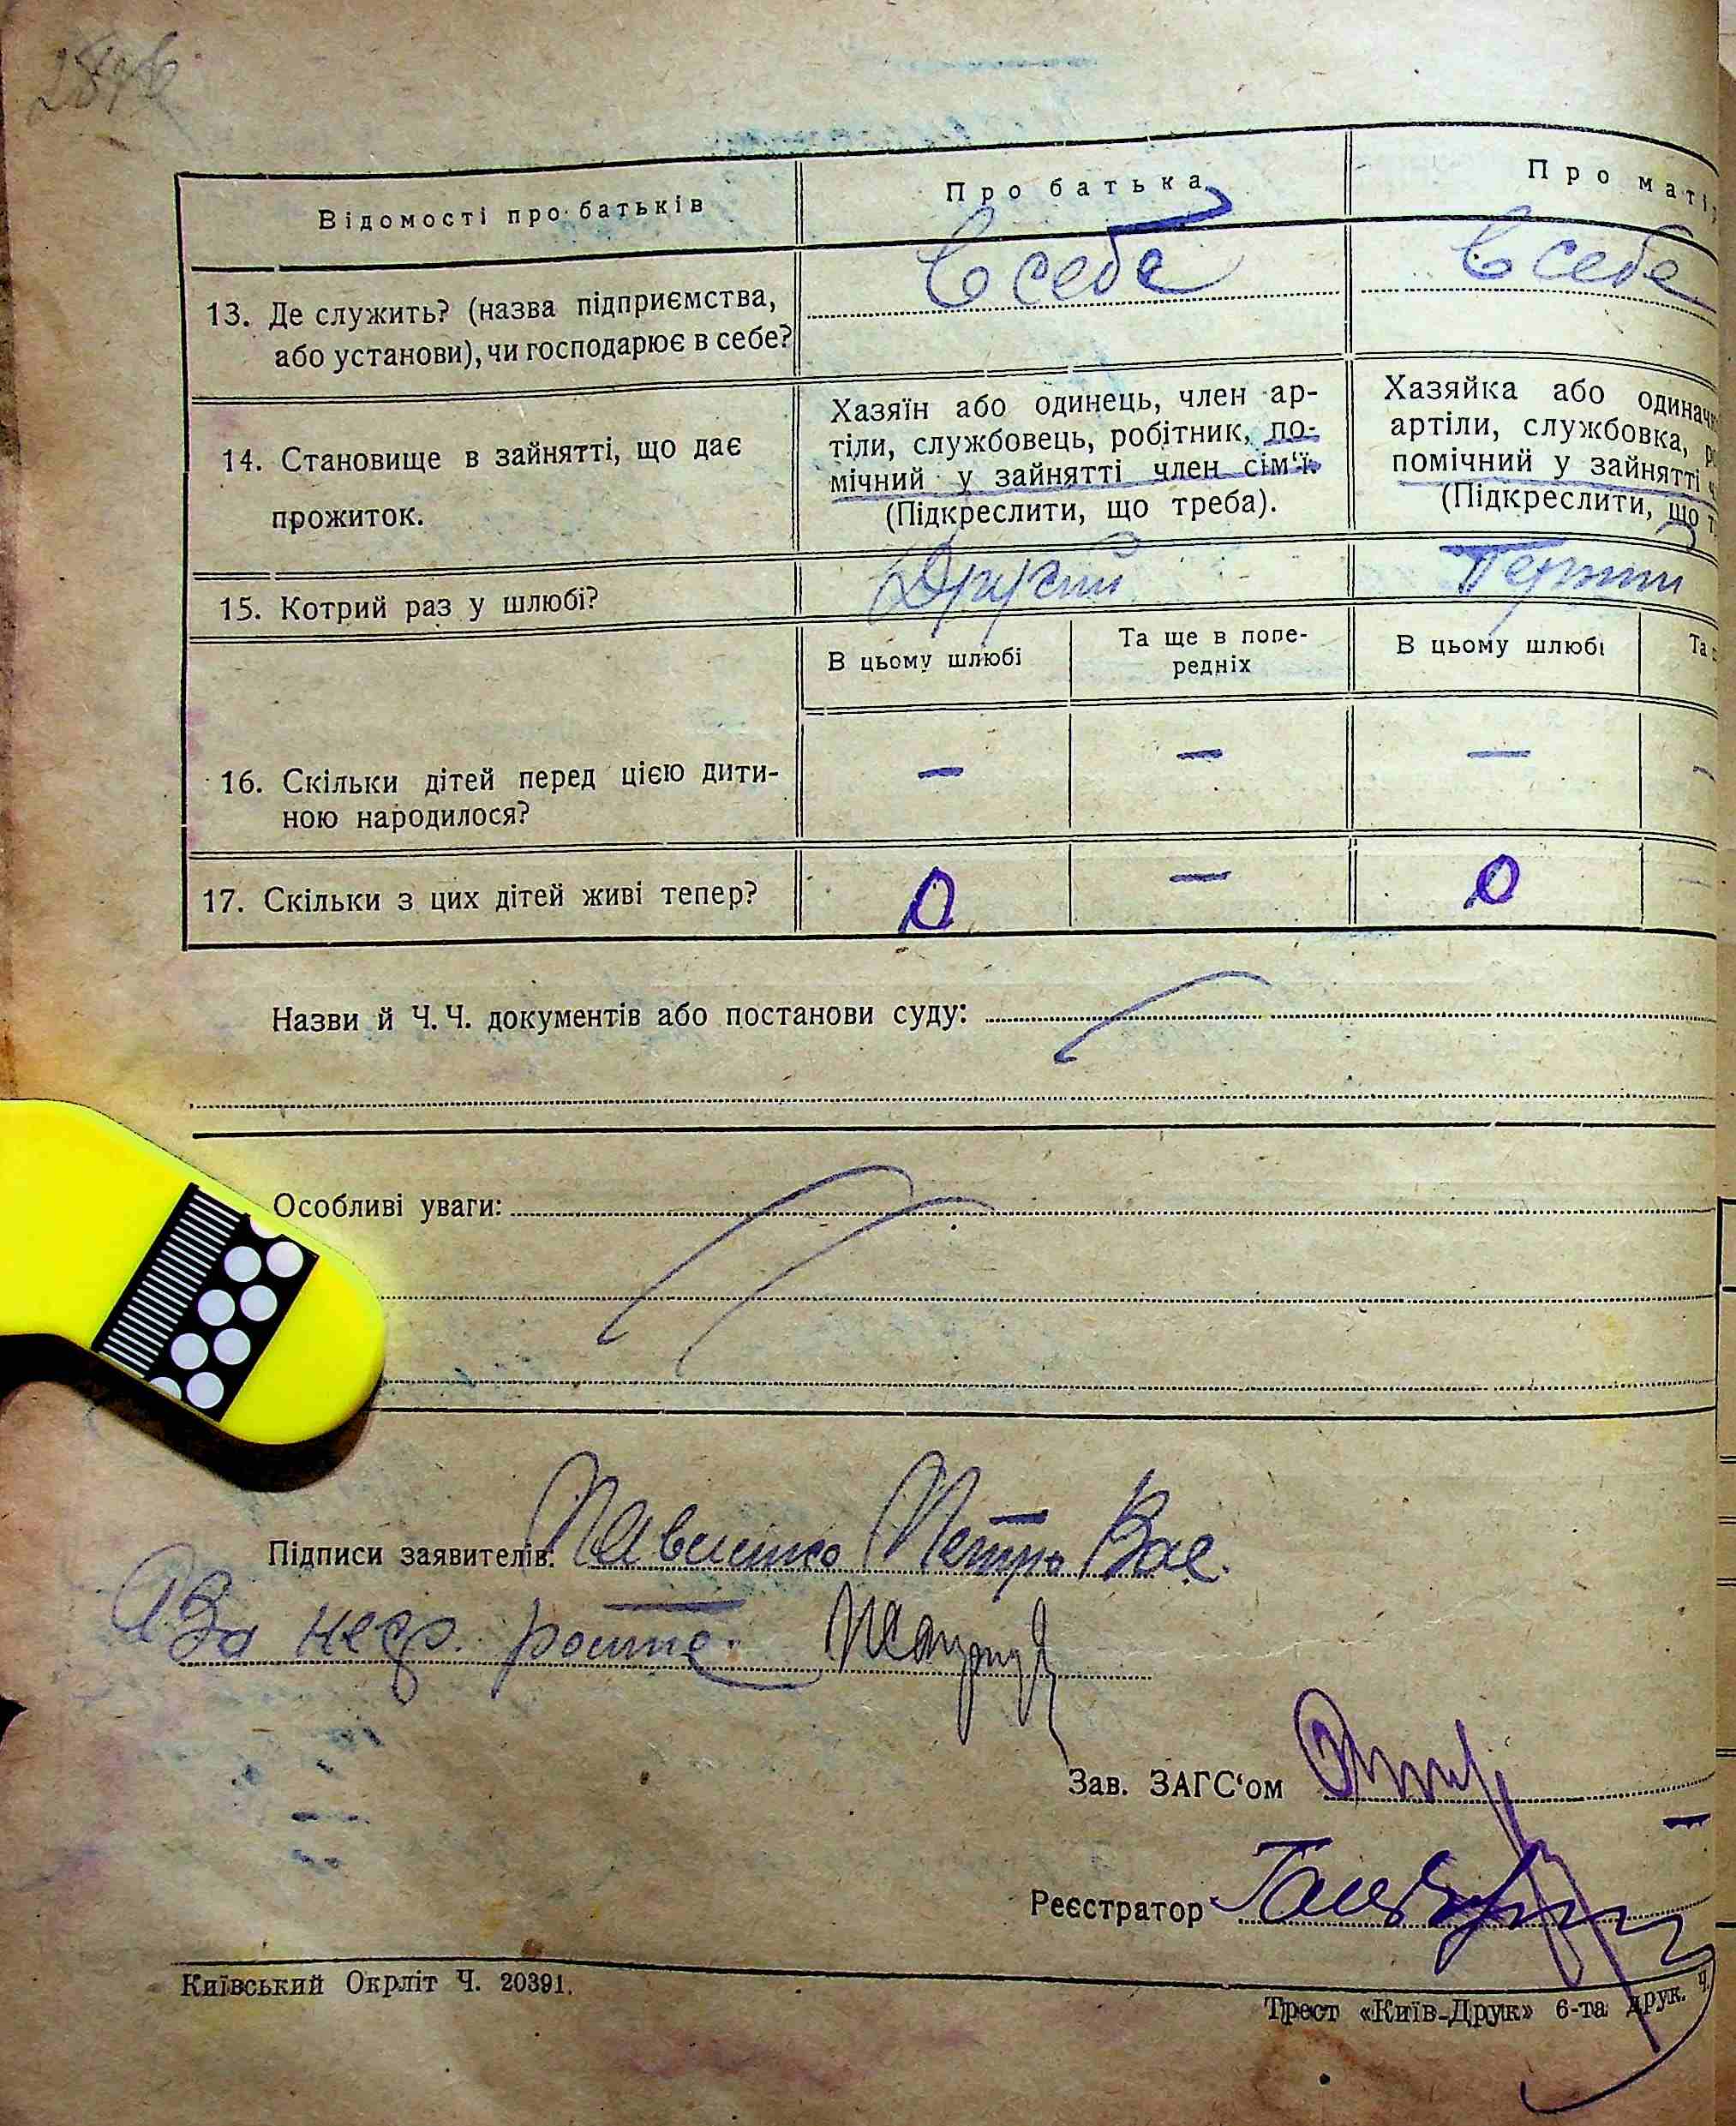 Відомості про батьків
Про батька
Про маті
13. Де служить? (назва підприємства,
або установи), чи господарює в себе?
В себе
В себе
14. Становище в зайнятті, що дає
прожиток.
Хазяїн або одинець, член ар-
тіли, службовець, робітник, по-
мічний у зайнятті член сім'ї.
(Підкреслити, що треба).
Хазяйка або одинач
артіли, службовка, р
помічний у зайнятті ч
(Підкреслити, що т
15. Котрий раз у шлюбі?
Другий
Перший
В цьому шлюбі
Та ще в попе-
редніх
В цьому шлюбі
Та
16. Скільки дітей перед цією дити-
ною народилося?
—
—
—
17. Скільки з цих дітей живі тепер?
0
—
0
Назви й Ч.Ч. документів або постанови суду:
Особливі уваги:
Підписи заявителів: Петро Вас.
За
Зав. ЗАГС'ом
Реєстратор
Київський Окрліт Ч. 20391.
Трест «Київ-Друк» 6-та друк. Ч.